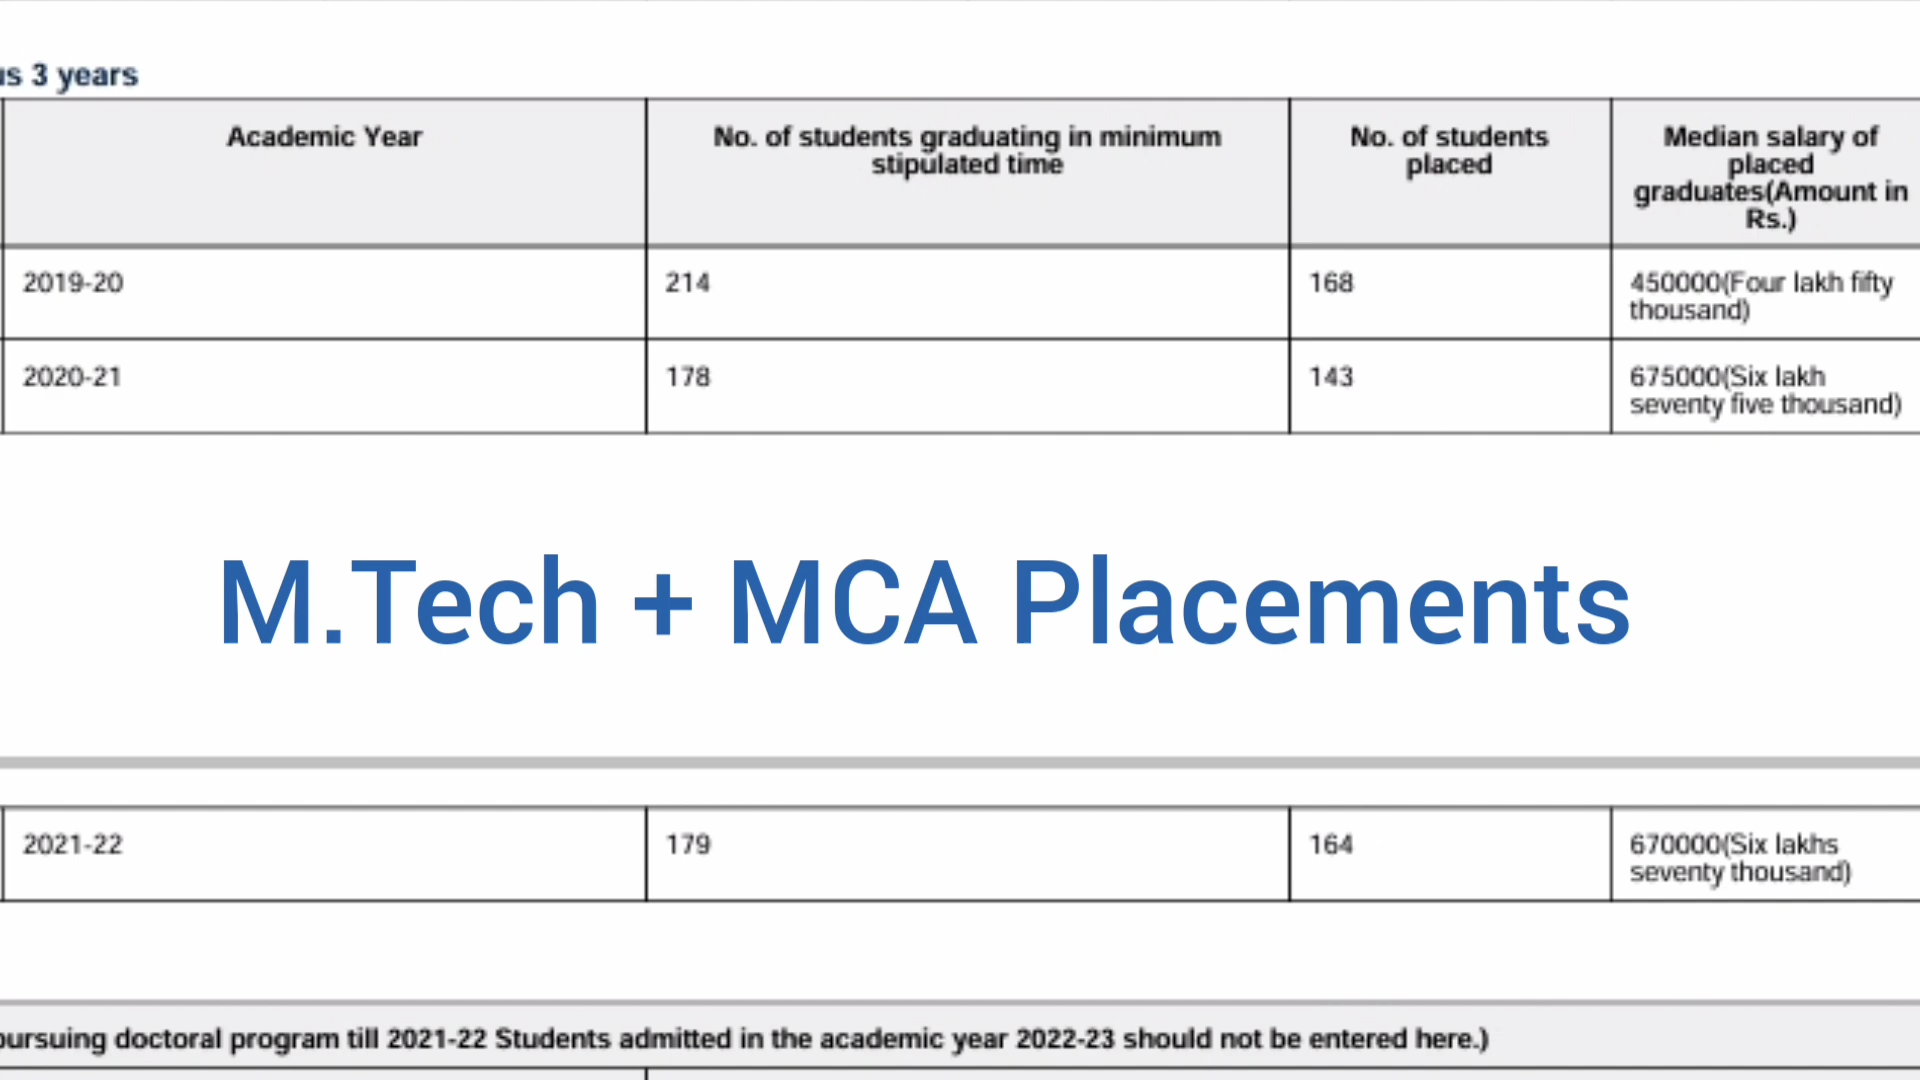 3 years
Academic Year
No. of students graduating in minimum
stipulated time
No. of students
placed
Median salary of
placed
graduates(Amount in
Rs.)
2019-20
214
168
450000(Four lakh fifty
thousand)
2020-21
178
143
675000(Six lakh
seventy five thousand)
M.Tech + MCA Placements
2021-22
179
164
670000(Six lakhs
seventy thousand)
doctoral program till 2021-22 Students admitted in the academic year 2022-23 should not be entered here.)